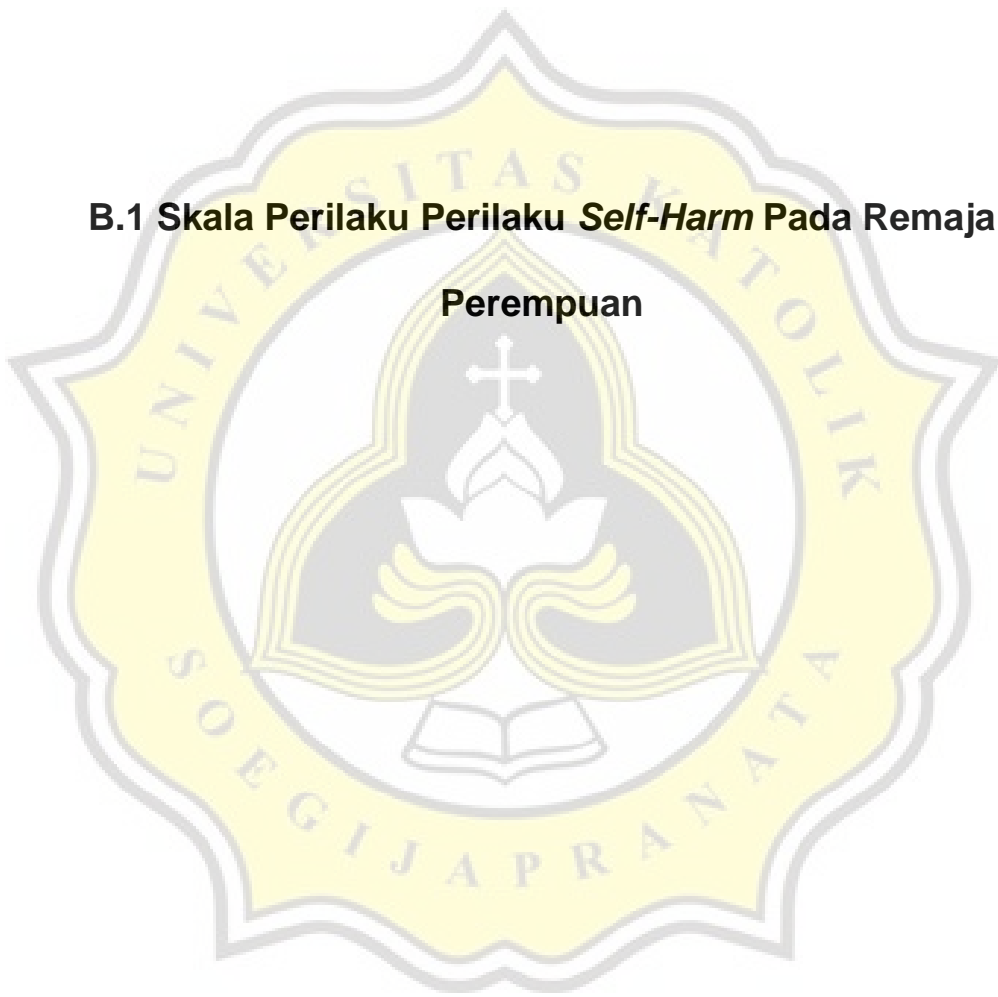 B.1 Skala Perilaku Perilaku Self-Harm Pada Remaja
Perempuan
UNIVERSITAS KATOLIK
SOEGIJAPRANATA